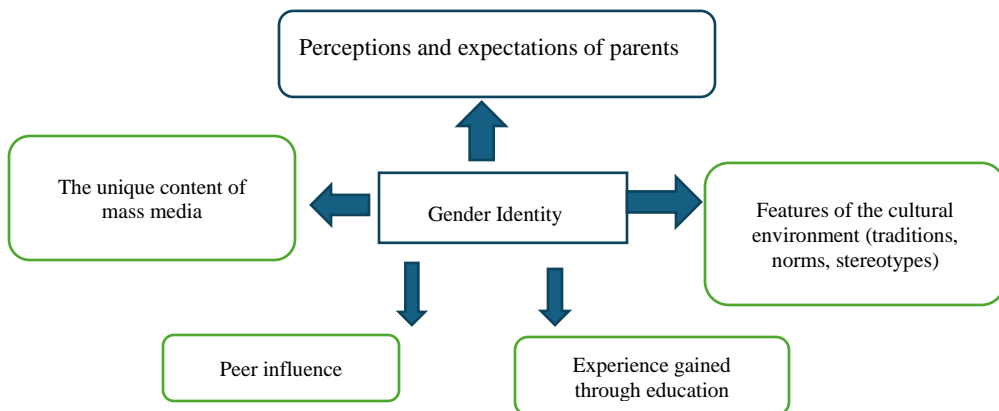 Perceptions and expectations of parents
The unique content of
mass media
Gender Identity
Features of the cultural
environment (traditions,
norms, stereotypes)
Peer influence
Experience gained
through education